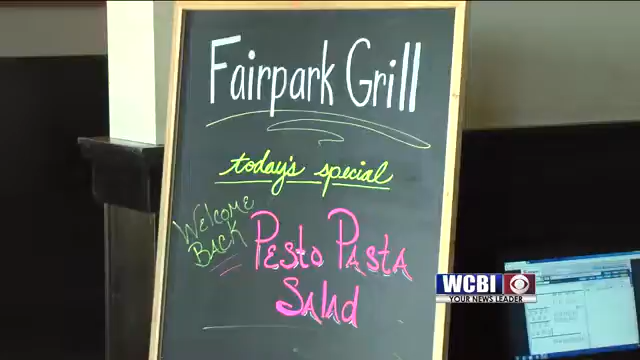 Fairpark Grill
today's special
Welcome
Back
Pesto Pasta
Salad
WCBI
YOUR NEWS LEADER